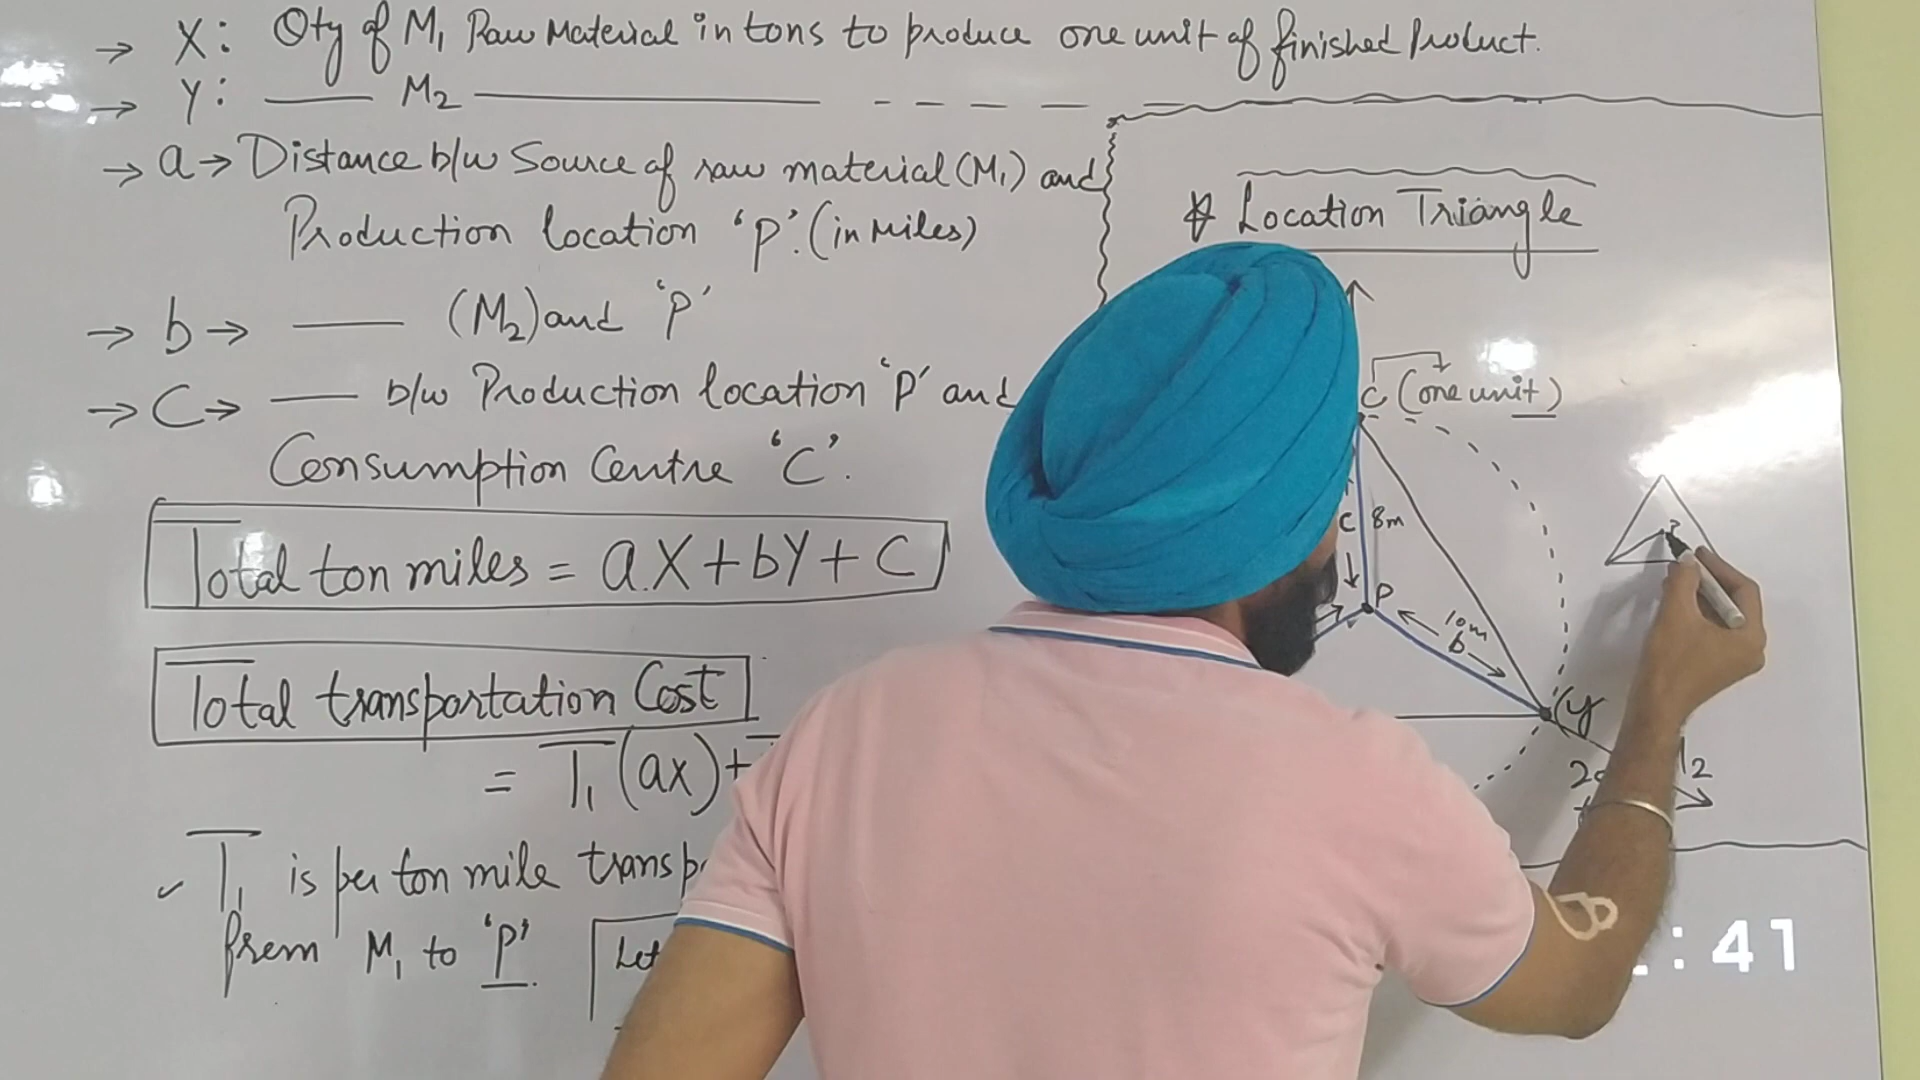 → X: Qty of M₁ Raw Material in tons to produce one unit of finished Product.
→ Y: —— M₂ ——————— - - - - -
→ a → Distance b/w Source of raw material (M₁) and
Production location 'P'. (in Miles)
→ b → —— (M₂) and 'P'
→ C → —— b/w Production location 'P' and
Consumption Centre 'C'.
Total ton miles = aX + bY + C
Total transportation Cost
= T₁ (ax) +
✓ T₁ is per ton mile
from M₁ to 'P'.
Let
Location Triangle
C (one unit)
C 8m
P
10m
b
(y
P
:41